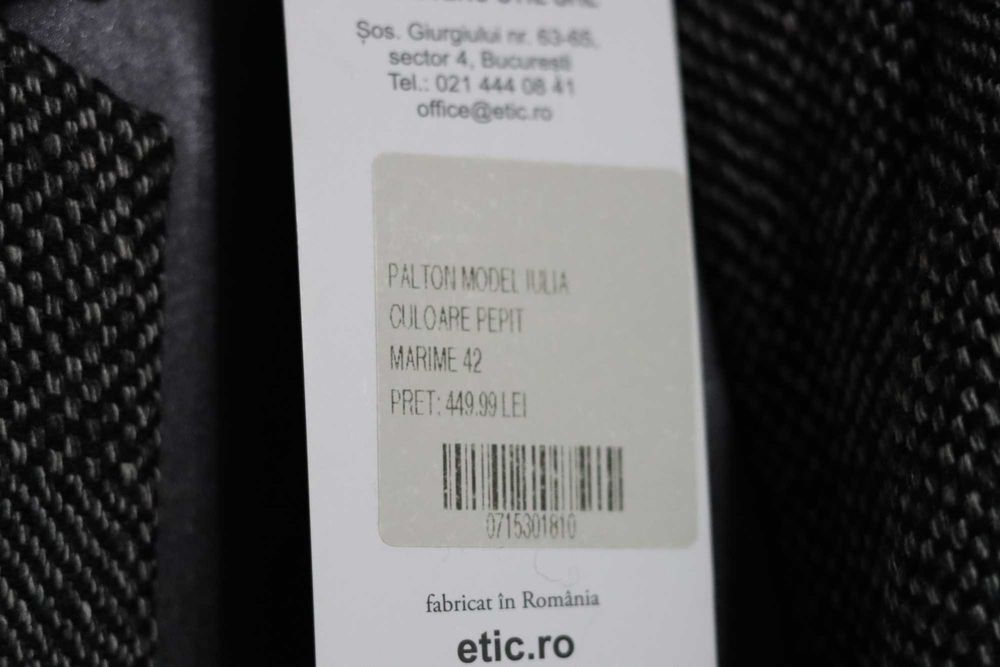 Șos. Giurgiului nr. 63-65,
sector 4, București
Tel.: 021 444 08 41
office@etic.ro
PALTON MODEL IULIA
CULOARE PEPIT
MARIME 42
PRET: 449.99 LEI
0715301810
fabricat în România
etic.ro